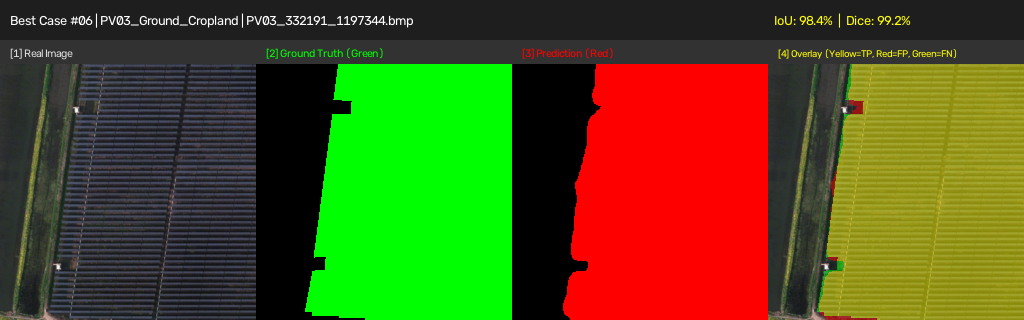 Best Case #06 | PV03_Ground_Cropland | PV03_332191_1197344.bmp
IoU: 98.4% | Dice: 99.2%
[1] Real Image
[2] Ground Truth (Green)
[3] Prediction (Red)
[4] Overlay (Yellow=TP, Red=FP, Green=FN)